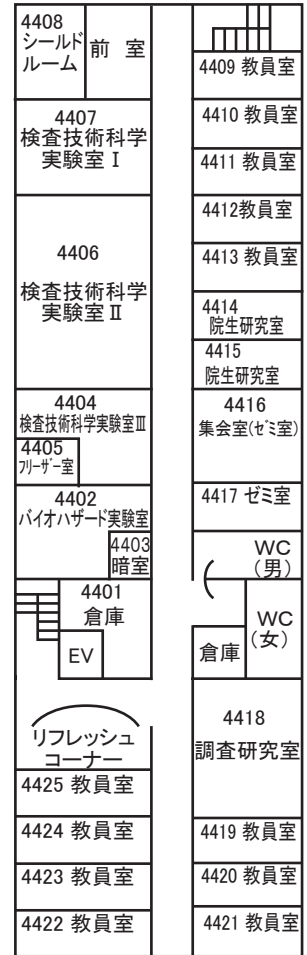 4408
シールド
ルーム
前 室
4407
検査技術科学
実験室 I
4406
検査技術科学
実験室 II
4404
検査技術科学実験室III
4405
フリーザー室
4402
バイオハザード実験室
4403
暗室
4401
倉庫
EV
リフレッシュ
コーナー
4425 教員室
4424 教員室
4423 教員室
4422 教員室
4409 教員室
4410 教員室
4411 教員室
4412教員室
4413 教員室
4414
院生研究室
4415
院生研究室
4416
集会室(ゼミ室)
4417 ゼミ室
WC
(男)
WC
(女)
倉庫
4418
調査研究室
4419 教員室
4420 教員室
4421 教員室